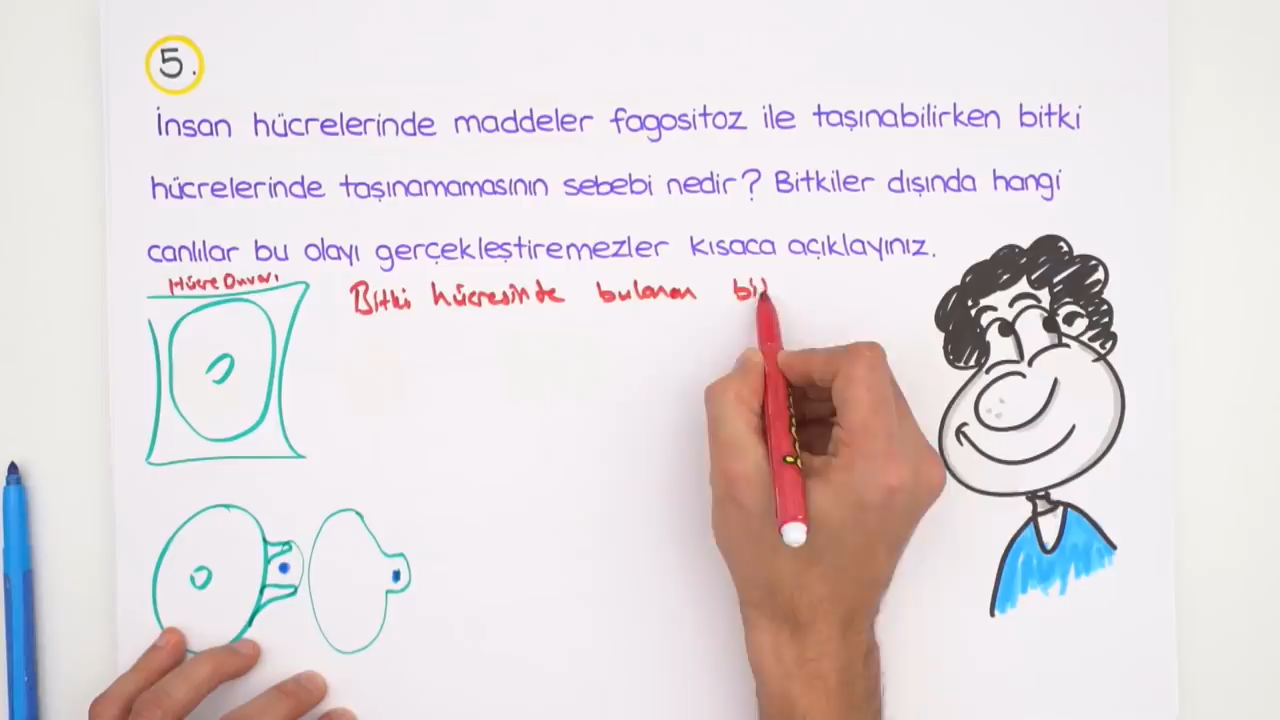 5.
İnsan hücrelerinde maddeler fagositoz ile taşınabilirken bitki
hücrelerinde taşınamamasının sebebi nedir? Bitkiler dışında hangi
canlılar bu olayı gerçekleştiremezler kısaca açıklayınız.
Hücre Duvarı
Bitki hücresinde bulunan